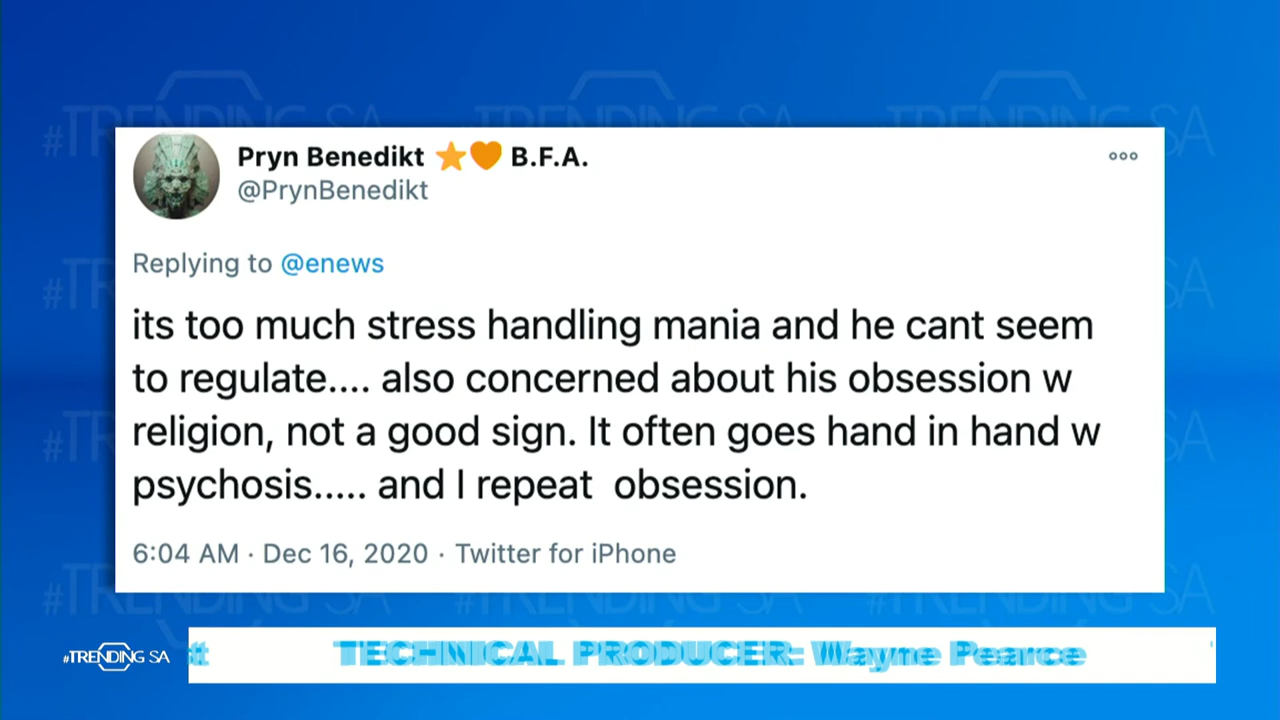 Pryn Benedikt ⭐🧡 B.F.A.
@PrynBenedikt
Replying to @enews
its too much stress handling mania and he cant seem
to regulate.... also concerned about his obsession w
religion, not a good sign. It often goes hand in hand w
psychosis..... and I repeat  obsession.
6:04 AM · Dec 16, 2020 · Twitter for iPhone
#TRENDING SA
TECHNICAL PRODUCER: Wayne Pearce